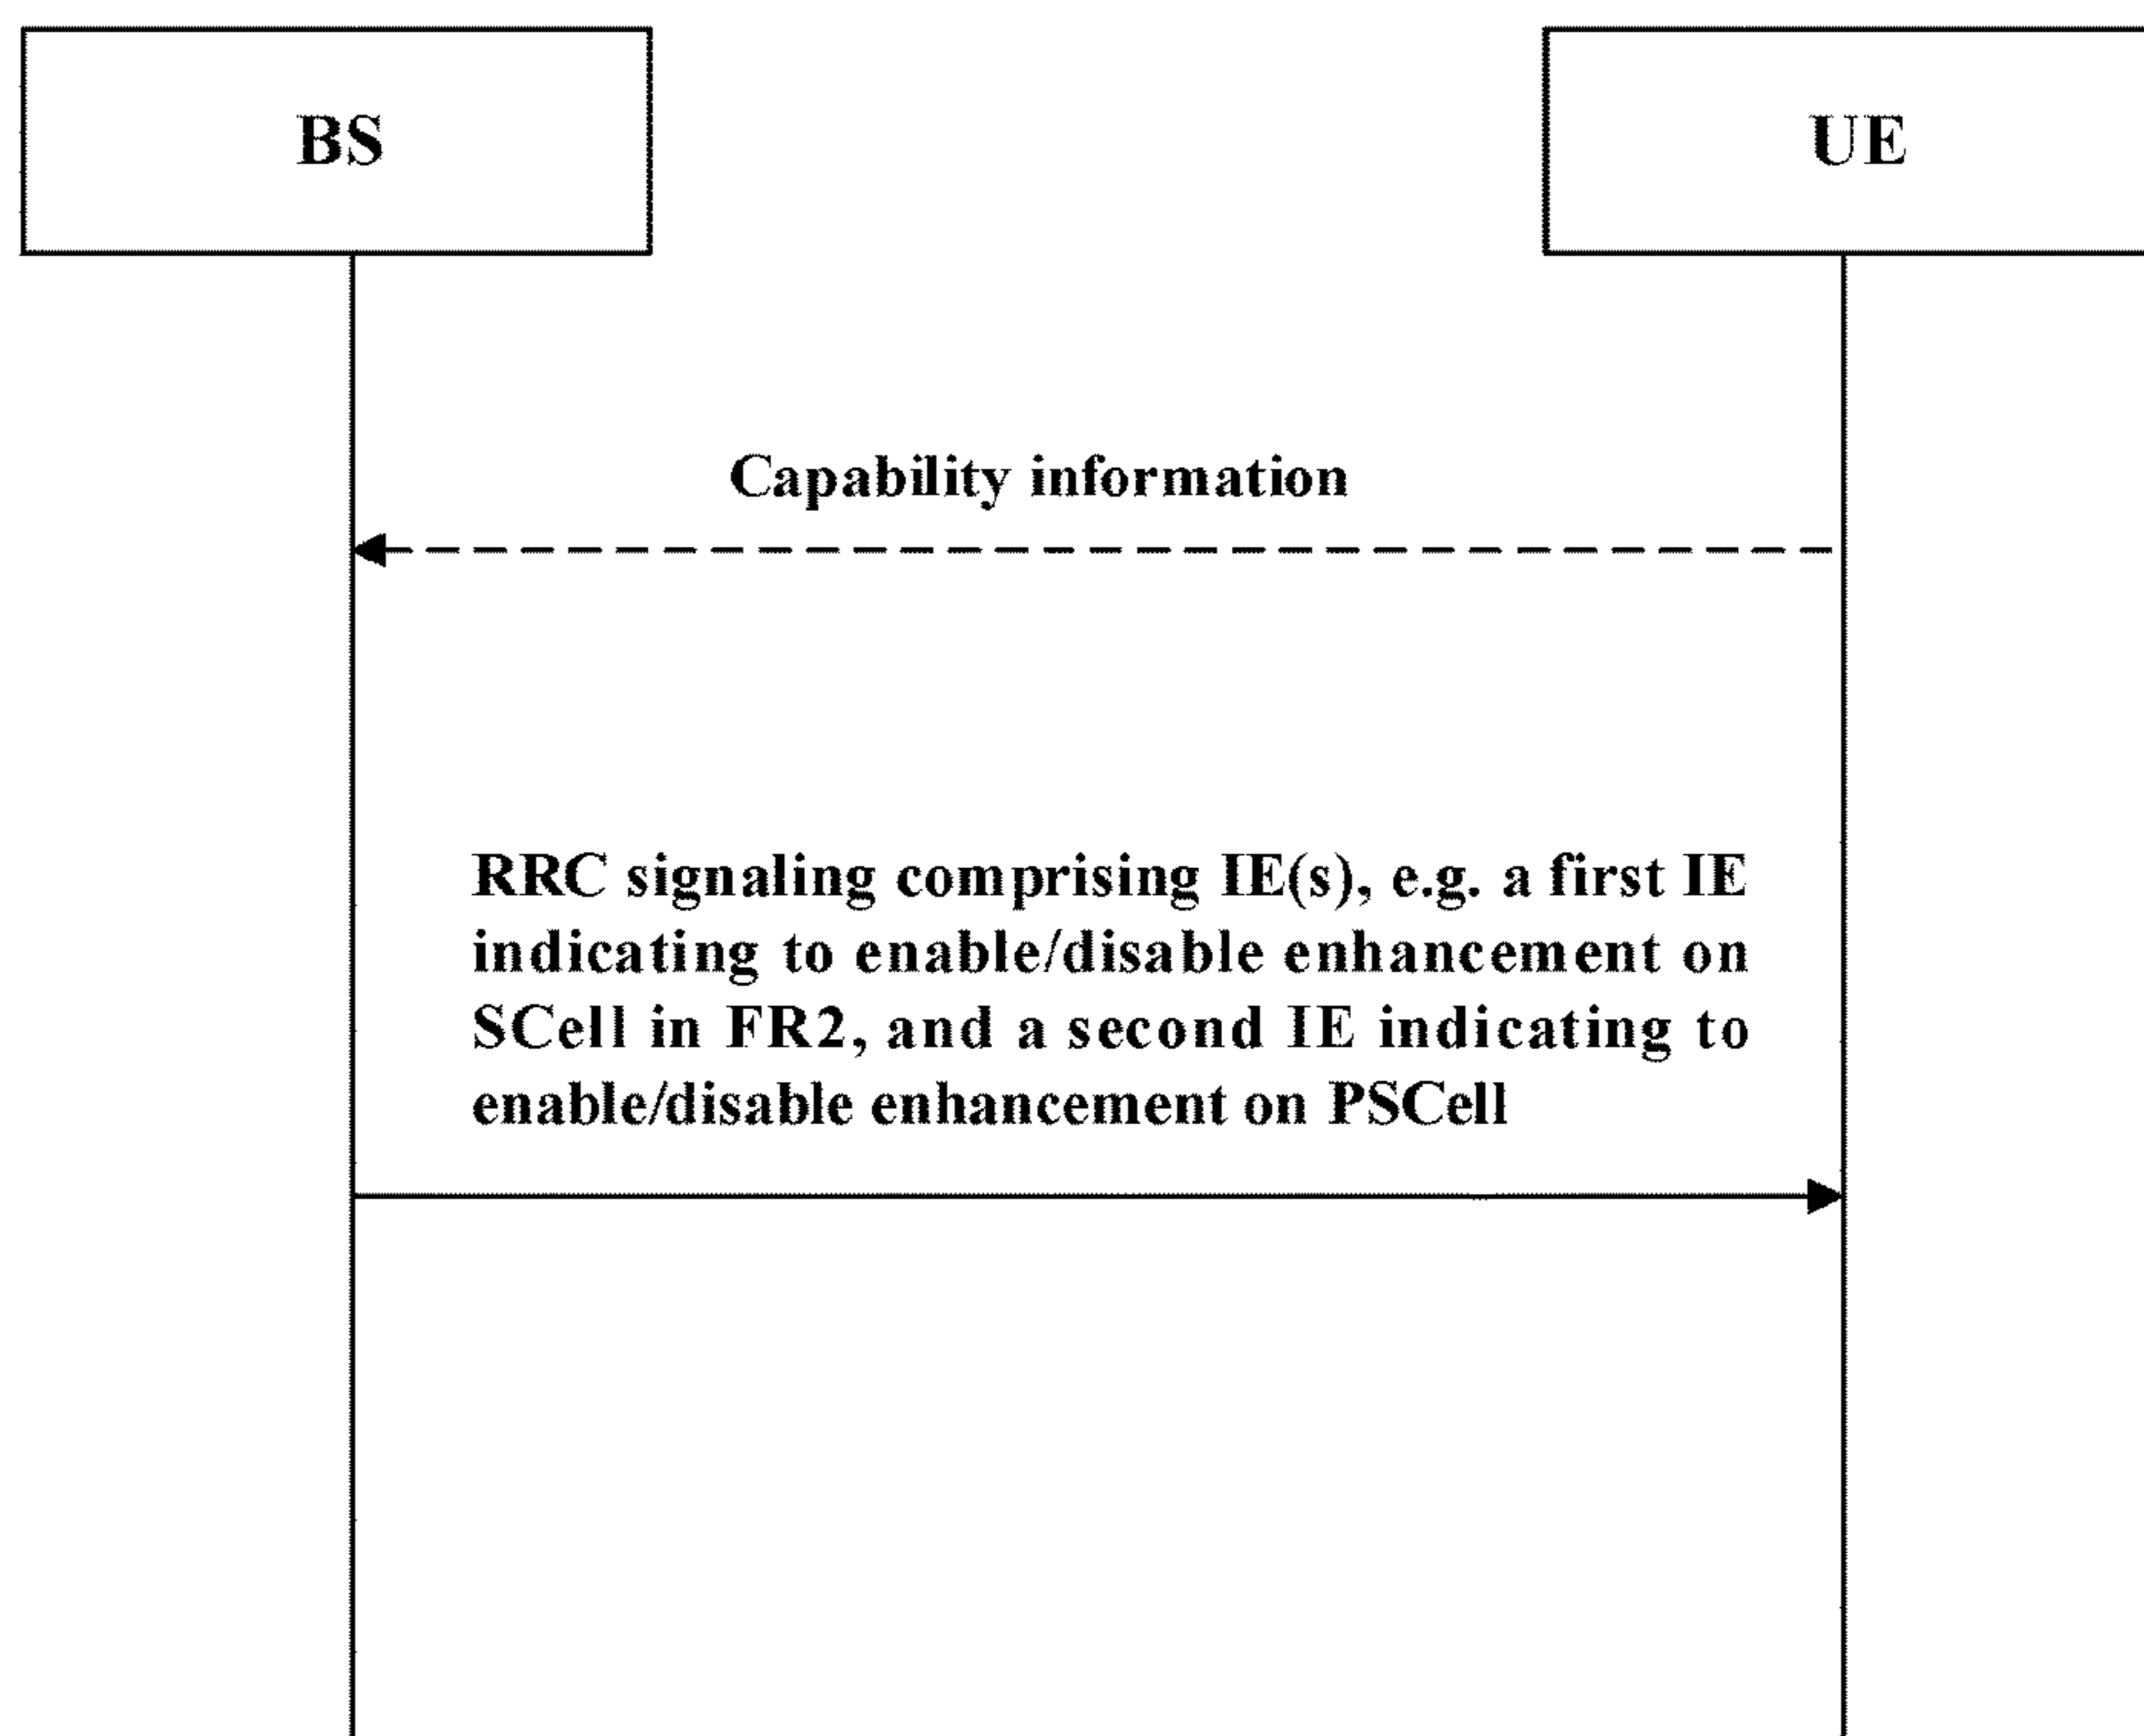 BS
UE
Capability information
RRC signaling comprising IE(s), e.g. a first IE
indicating to enable/disable enhancement on
SCell in FR2, and a second IE indicating to
enable/disable enhancement on PSCell